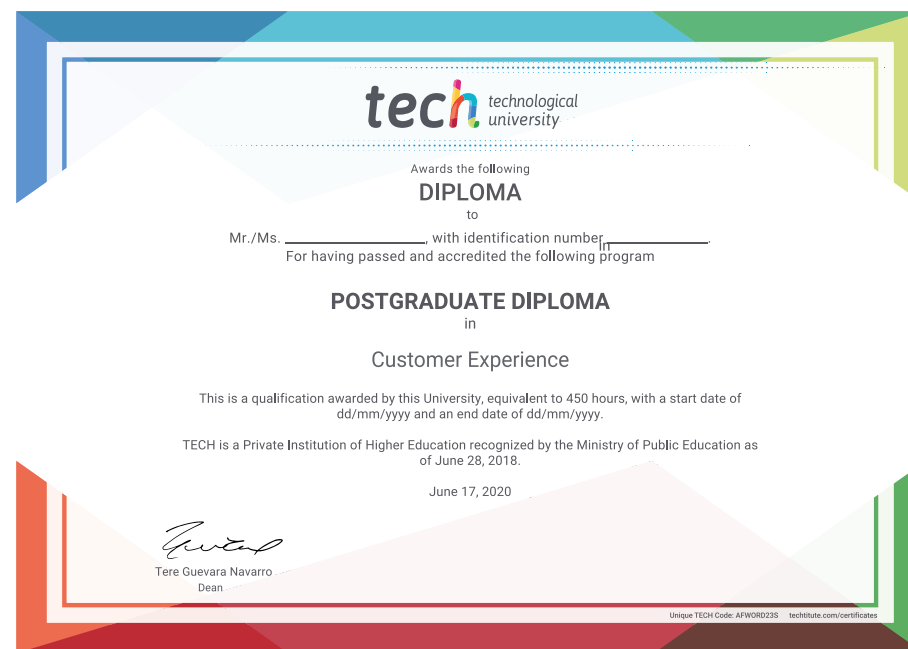 tech technological
university
Awards the following
DIPLOMA
to
Mr./Ms. ____________________, with identification number ______________.
in
For having passed and accredited the following program
POSTGRADUATE DIPLOMA
in
Customer Experience
This is a qualification awarded by this University, equivalent to 450 hours, with a start date of
dd/mm/yyyy and an end date of dd/mm/yyyy.
TECH is a Private Institution of Higher Education recognized by the Ministry of Public Education as
of June 28, 2018.
June 17, 2020
Tere Guevara Navarro
Dean
Unique TECH Code: AFWORD23S techtitute.com/certificates